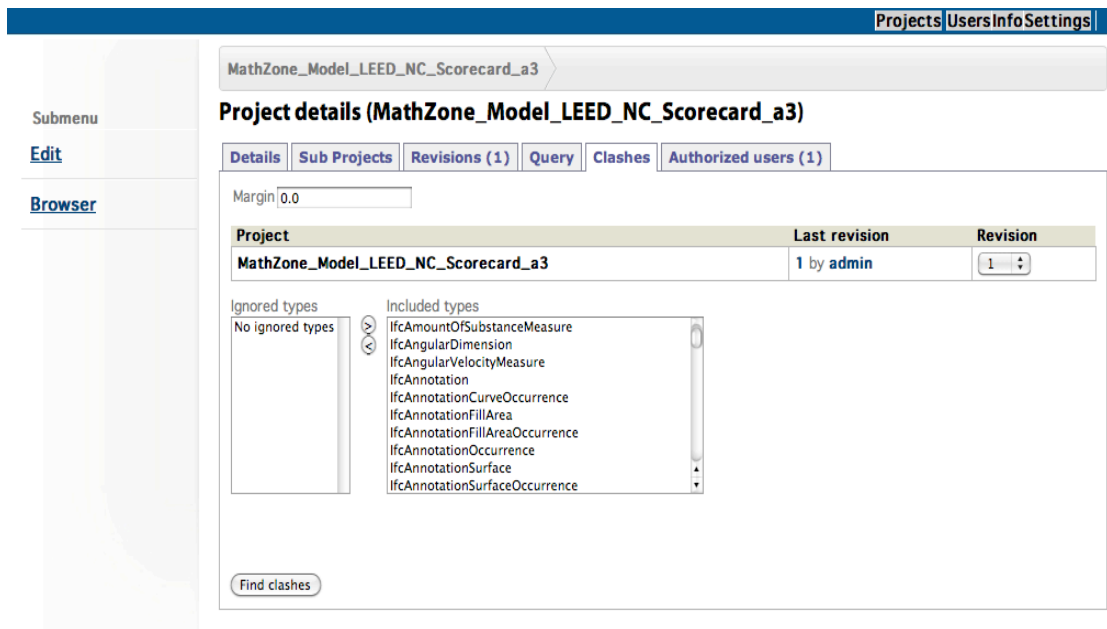 Projects Users Info Settings
MathZone_Model_LEED_NC_Scorecard_a3
Submenu
Edit
Browser
Project details (MathZone_Model_LEED_NC_Scorecard_a3)
Details Sub Projects Revisions (1) Query Clashes Authorized users (1)
Margin 0.0
Project Last revision Revision
MathZone_Model_LEED_NC_Scorecard_a3 1 by admin 1
Ignored types Included types
No ignored types > IfcAmountOfSubstanceMeasure
< IfcAngularDimension
IfcAngularVelocityMeasure
IfcAnnotation
IfcAnnotationCurveOccurrence
IfcAnnotationFillArea
IfcAnnotationFillAreaOccurrence
IfcAnnotationOccurrence
IfcAnnotationSurface
IfcAnnotationSurfaceOccurrence
Find clashes